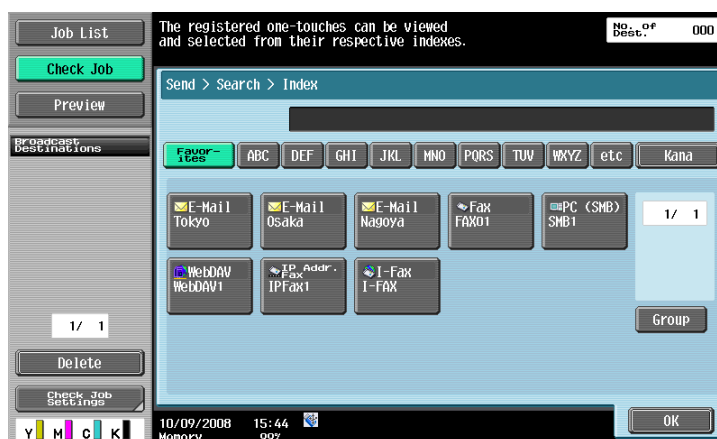 Job List
Check Job
Preview
Broadcast
Destinations
1/ 1
Delete
Check Job
Settings
Y M C K
The registered one-touches can be viewed
and selected from their respective indexes.
No. of
Dest.
000
Send > Search > Index
Favor-
ites
ABC
DEF
GHI
JKL
MNO
PQRS
TUV
WXYZ
etc
Kana
E-Mail
Tokyo
E-Mail
Osaka
E-Mail
Nagoya
Fax
FAX01
PC (SMB)
SMB1
1/ 1
WebDAV
WebDAV1
IP Addr.
Fax
IPFax1
I-Fax
I-FAX
Group
10/09/2008 15:44
Memory 99%
OK